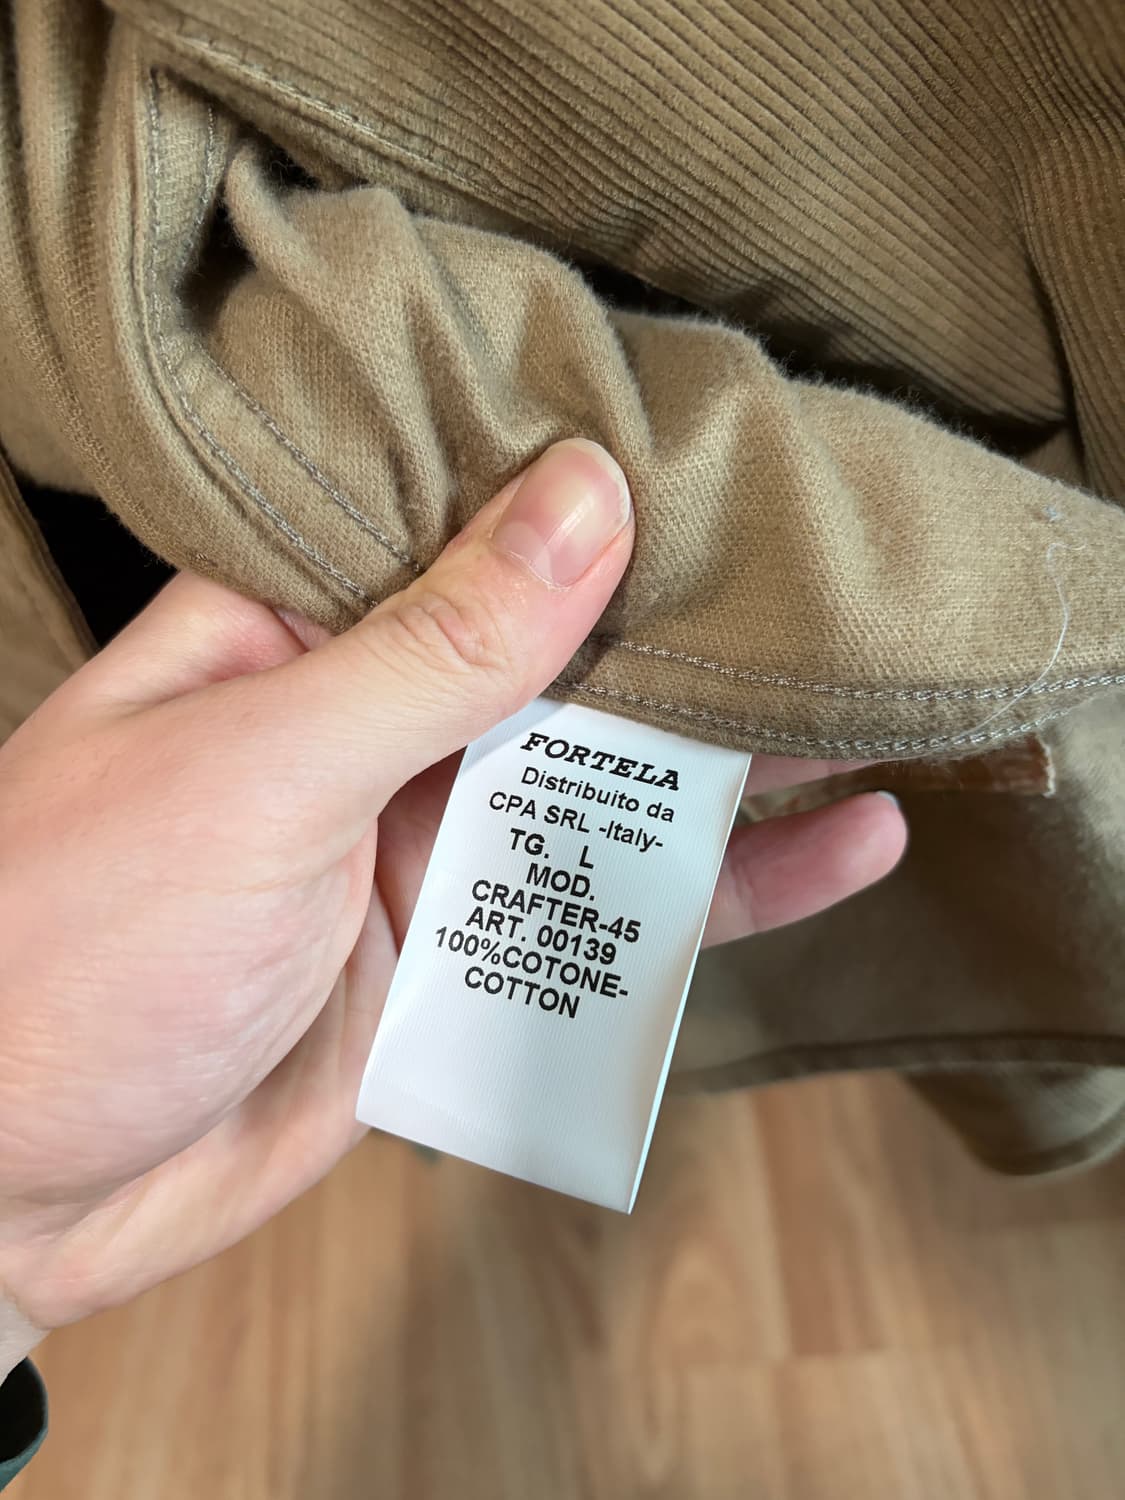 FORTELA
Distribuito da
CPA SRL -Italy-
TG. L
MOD.
CRAFTER-45
ART. 00139
100%COTONE-
COTTON